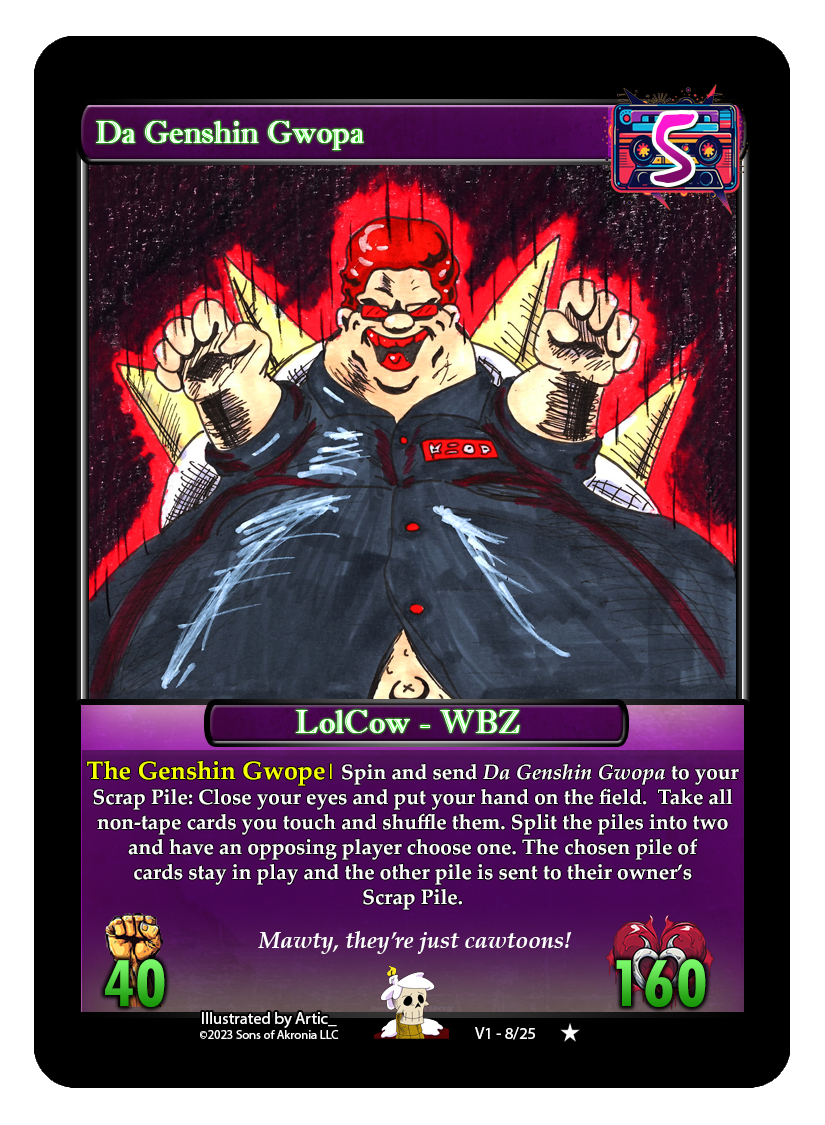 Da Genshin Gwopa
5
MOD
LolCow - WBZ
The Genshin Gwope| Spin and send Da Genshin Gwopa to your
Scrap Pile: Close your eyes and put your hand on the field. Take all
non-tape cards you touch and shuffle them. Split the piles into two
and have an opposing player choose one. The chosen pile of
cards stay in play and the other pile is sent to their owner's
Scrap Pile.
Mawty, they're just cawtoons!
40
160
Illustrated by Artic_
©2023 Sons of Akronia LLC
V1 - 8/25